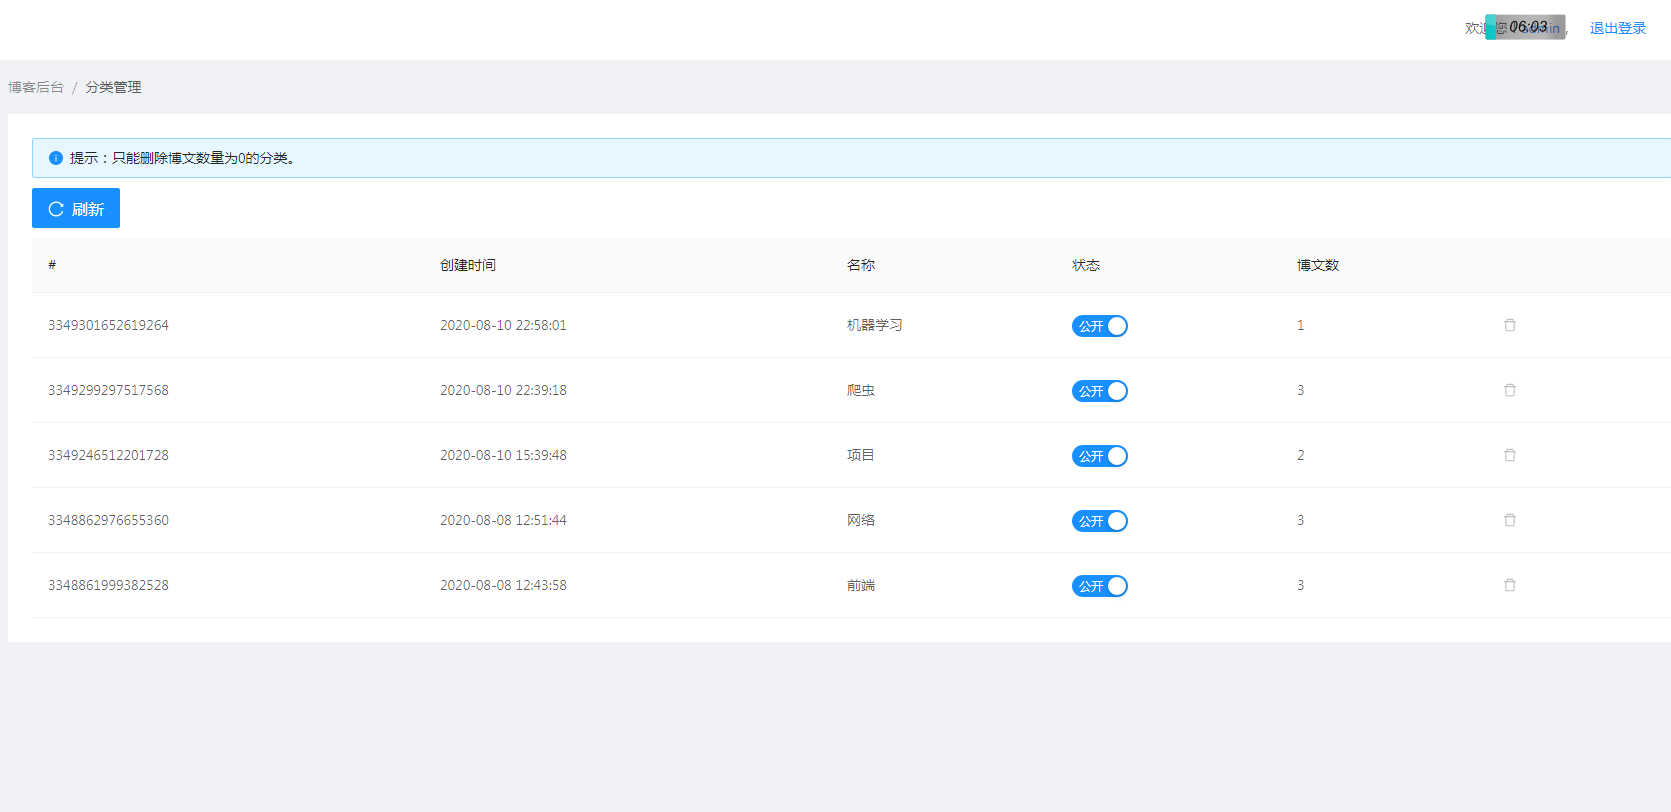 06:03
退出登录
博客后台 / 分类管理
提示：只能删除博文数量为0的分类。
刷新
# 创建时间 名称 状态 博文数
3349301652619264 2020-08-10 22:58:01 机器学习 公开 1
3349299297517568 2020-08-10 22:39:18 爬虫 公开 3
3349246512201728 2020-08-10 15:39:48 项目 公开 2
3348862976655360 2020-08-08 12:51:44 网络 公开 3
3348861999382528 2020-08-08 12:43:58 前端 公开 3